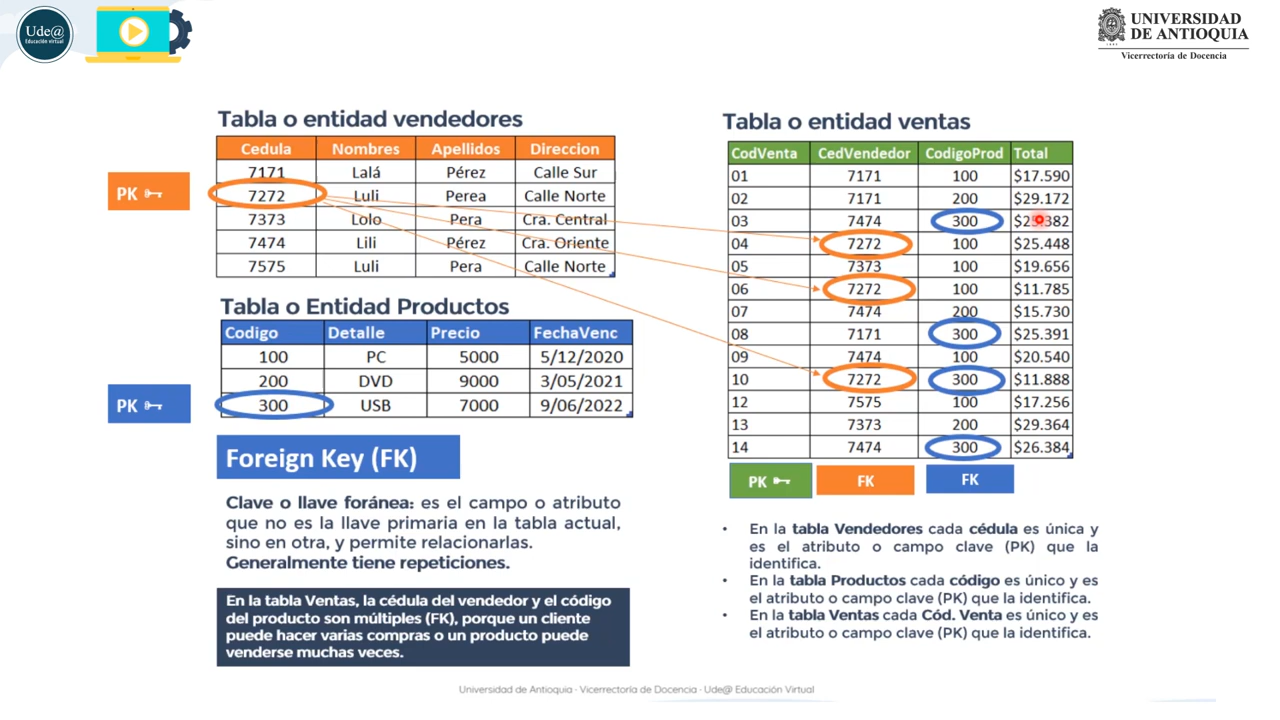 Ude@
Educación virtual
UNIVERSIDAD
DE ANTIOQUIA
1803
Vicerrectoría de Docencia
Tabla o entidad vendedores
Cedula Nombres Apellidos Direccion
7171 Lalá Pérez Calle Sur
7272 Luli Perea Calle Norte
7373 Lolo Pera Cra. Central
7474 Lili Pérez Cra. Oriente
7575 Luli Pera Calle Norte
PK
Tabla o Entidad Productos
Codigo Detalle Precio FechaVenc
100 PC 5000 5/12/2020
200 DVD 9000 3/05/2021
300 USB 7000 9/06/2022
PK
Foreign Key (FK)
Clave o llave foránea: es el campo o atributo
que no es la llave primaria en la tabla actual,
sino en otra, y permite relacionarlas.
Generalmente tiene repeticiones.
En la tabla Ventas, la cédula del vendedor y el código
del producto son múltiples (FK), porque un cliente
puede hacer varias compras o un producto puede
venderse muchas veces.
Tabla o entidad ventas
CodVenta CedVendedor CodigoProd Total
01 7171 100 $17.590
02 7171 200 $29.172
03 7474 300
04 7272 100 $25.448
05 7373 100 $19.656
06 7272 100 $11.785
07 7474 200 $15.730
08 7171 300 $25.391
09 7474 100 $20.540
10 7272 300 $11.888
12 7575 100 $17.256
13 7373 200 $29.364
14 7474 300 $26.384
PK FK FK
• En la tabla Vendedores cada cédula es única y
es el atributo o campo clave (PK) que la
identifica.
• En la tabla Productos cada código es único y es
el atributo o campo clave (PK) que la identifica.
• En la tabla Ventas cada Cód. Venta es único y es
el atributo o campo clave (PK) que la identifica.
Universidad de Antioquia - Vicerrectoría de Docencia - Ude@ Educación Virtual